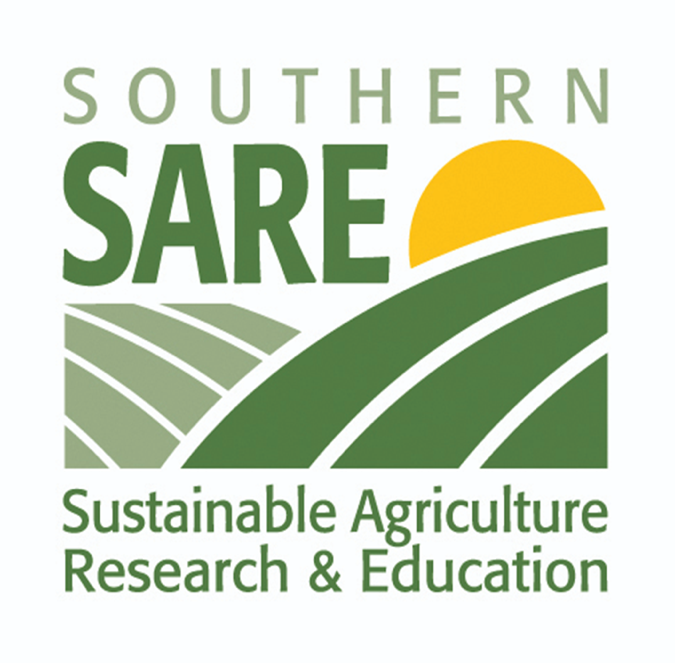 SOUTHERN
SARE
Sustainable Agriculture
Research & Education